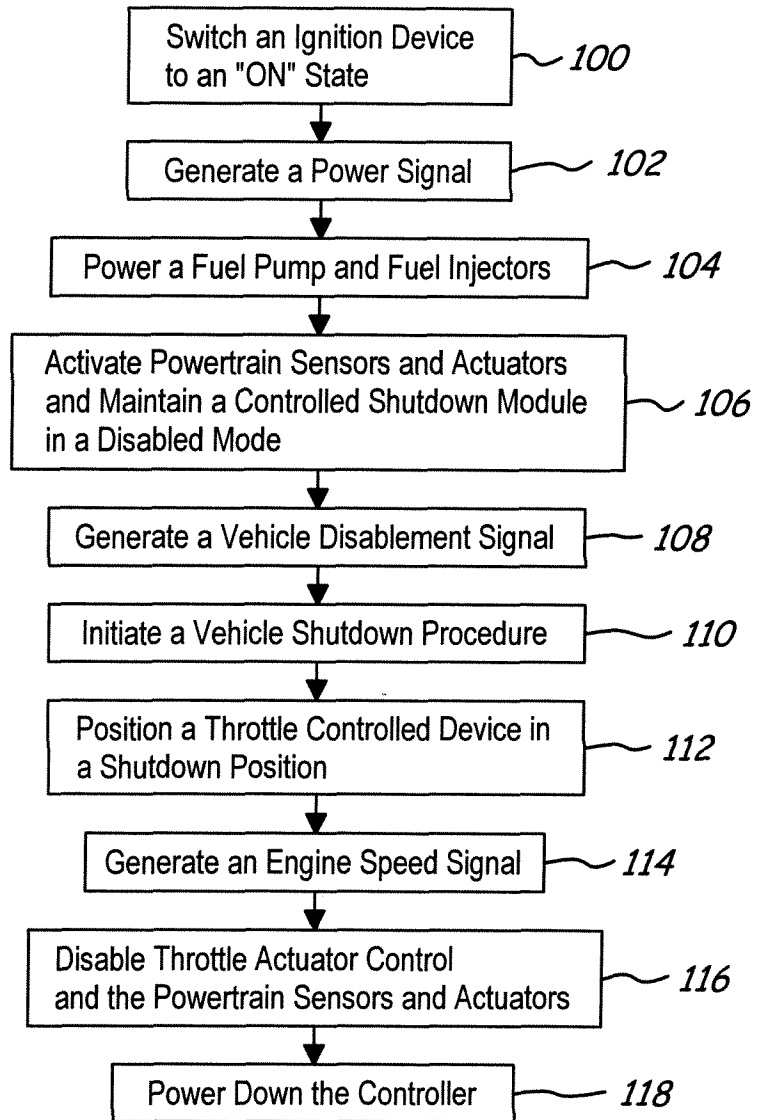 Switch an Ignition Device
to an "ON" State
100
Generate a Power Signal
102
Power a Fuel Pump and Fuel Injectors
104
Activate Powertrain Sensors and Actuators
and Maintain a Controlled Shutdown Module
in a Disabled Mode
106
Generate a Vehicle Disablement Signal
108
Initiate a Vehicle Shutdown Procedure
110
Position a Throttle Controlled Device in
a Shutdown Position
112
Generate an Engine Speed Signal
114
Disable Throttle Actuator Control
and the Powertrain Sensors and Actuators
116
Power Down the Controller
118